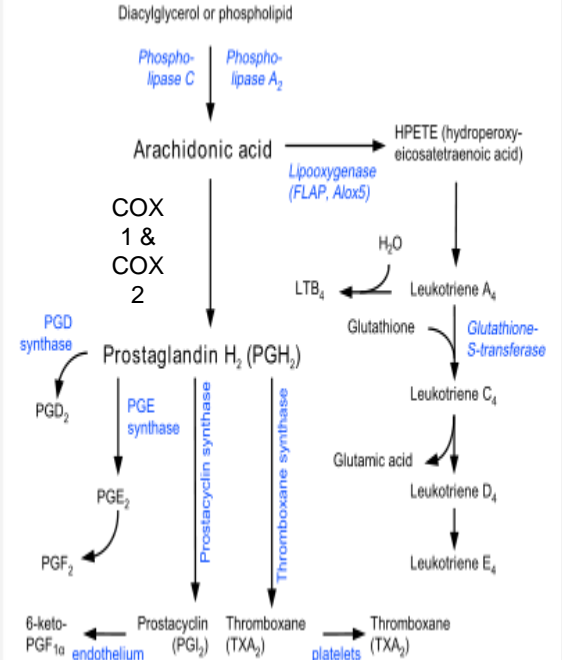 Diacylglycerol or phospholipid
Phospho-
lipase C
Phospho-
lipase A2
Arachidonic acid
HPETE (hydroperoxy-
eicosatetraenoic acid)
Lipooxygenase
(FLAP, Alox5)
COX
1 &
COX
2
H2O
LTB4
Leukotriene A4
Glutathione
Glutathione-
S-transferase
PGD
synthase
Prostaglandin H2 (PGH2)
PGD2
PGE
synthase
Prostacyclin synthase
Thromboxane synthase
Leukotriene C4
Glutamic acid
Leukotriene D4
PGE2
PGF2
Leukotriene E4
6-keto-
PGF1α
endothelium
Prostacyclin
(PGI2)
Thromboxane
(TXA2)
platelets
Thromboxane
(TXA2)